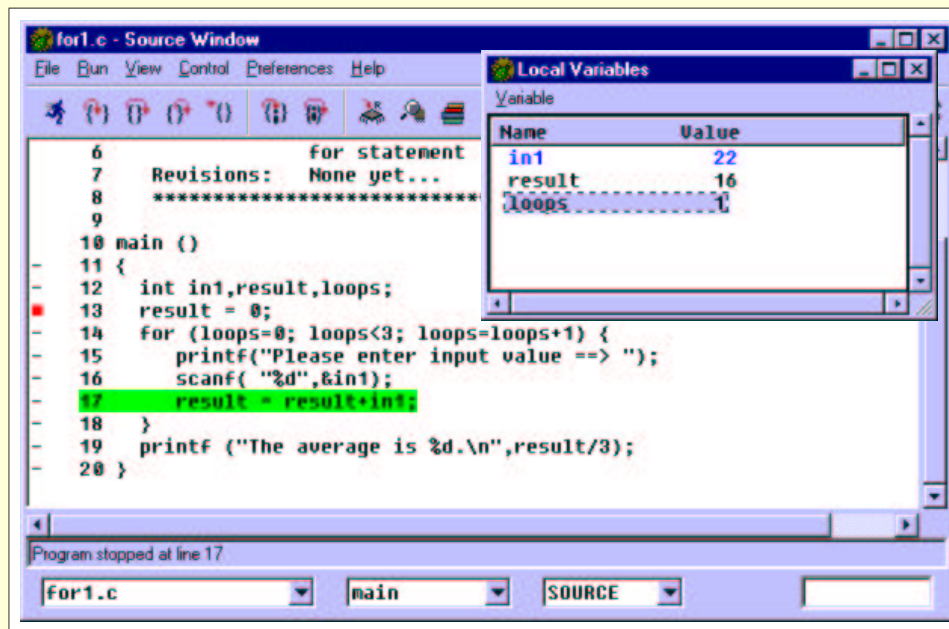 for1.c - Source Window
File Run View Control Preferences Help
6 for statement
7 Revisions: None yet...
8 ******************************
9
10 main ()
11 {
12 int in1,result,loops;
13 result = 0;
14 for (loops=0; loops<3; loops=loops+1) {
15 printf("Please enter input value ==> ");
16 scanf( "%d",&in1);
17 result = result+in1;
18 }
19 printf ("The average is %d.\n",result/3);
20 }
Program stopped at line 17
for1.c main SOURCE
Local Variables
Variable
Name Value
in1 22
result 16
loops 1